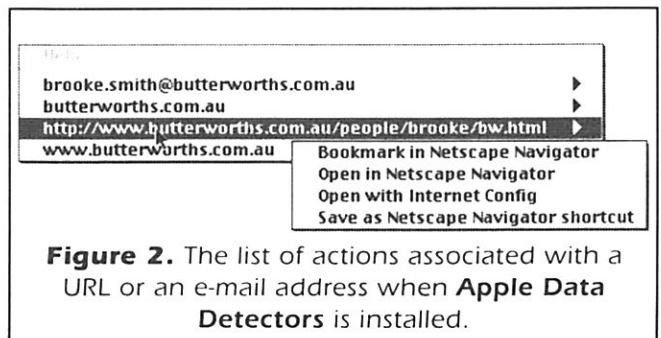 Help
brooke.smith@butterworths.com.au
butterworths.com.au
http://www.butterworths.com.au/people/brooke/bw.html
www.butterworths.com.au
Bookmark in Netscape Navigator
Open in Netscape Navigator
Open with Internet Config
Save as Netscape Navigator shortcut
Figure 2. The list of actions associated with a
URL or an e-mail address when Apple Data
Detectors is installed.